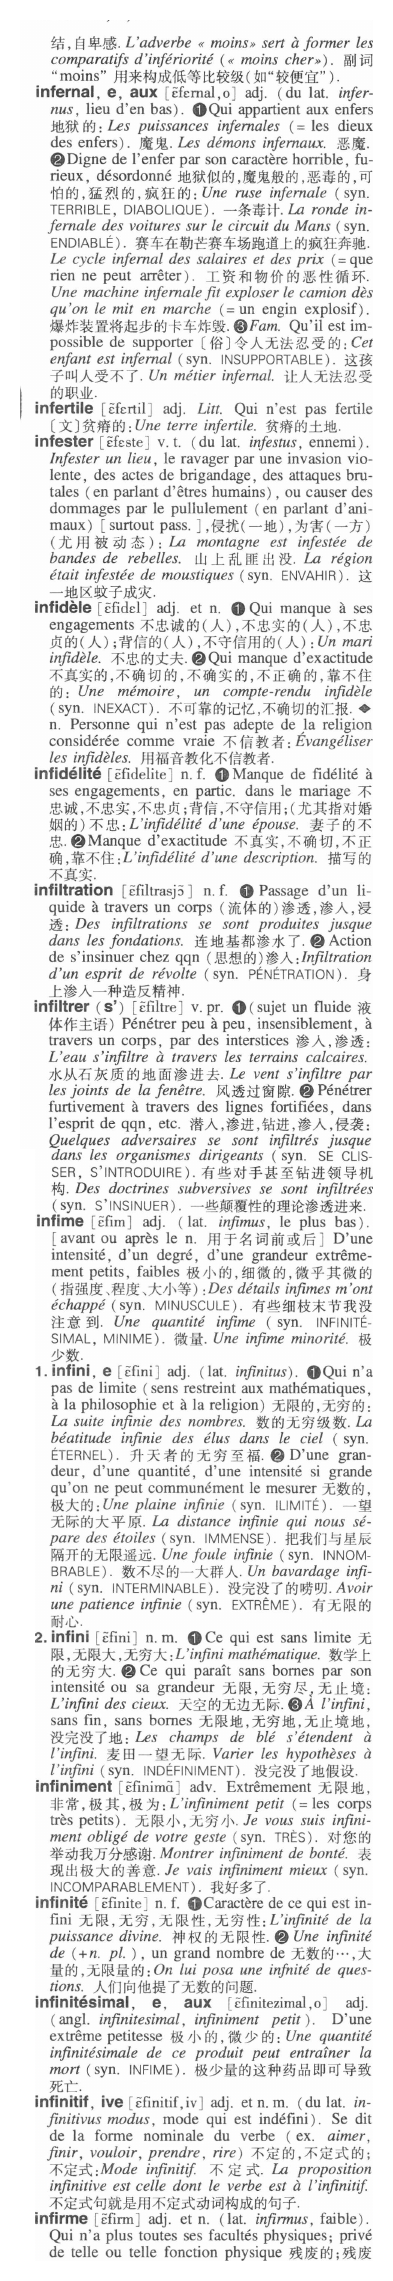 结,自卑感. L'adverbe « moins» sert à former les
comparatifs d'infériorité (« moins cher»). 副词
“moins” 用来构成低等比较级(如“较便宜”).
infernal, e, aux [ɛ̃fɛrnal,o] adj. (du lat. infer-
nus, lieu d'en bas). ❶Qui appartient aux enfers
地狱的: Les puissances infernales (= les dieux
des enfers). 魔鬼. Les démons infernaux. 恶魔.
❷Digne de l'enfer par son caractère horrible, fu-
rieux, désordonné 地狱似的,魔鬼般的,恶毒的,可
怕的,猛烈的,疯狂的: Une ruse infernale (syn.
TERRIBLE, DIABOLIQUE). 一条毒计. La ronde in-
fernale des voitures sur le circuit du Mans (syn.
ENDIABLÉ). 赛车在勒芒赛车场跑道上的疯狂奔驰.
Le cycle infernal des salaires et des prix (= que
rien ne peut arrêter). 工资和物价的恶性循环.
Une machine infernale fit exploser le camion dès
qu'on le mit en marche (= un engin explosif).
爆炸装置将起步的卡车炸毁. ❸Fam. Qu'il est im-
possible de supporter 〔俗〕令人无法忍受的: Cet
enfant est infernal (syn. INSUPPORTABLE). 这孩
子叫人受不了. Un métier infernal. 让人无法忍受
的职业.
infertile [ɛ̃fɛrtil] adj. Litt. Qui n'est pas fertile
〔文〕贫瘠的: Une terre infertile. 贫瘠的土地.
infester [ɛ̃fɛste] v. t. (du lat. infestus, ennemi).
Infester un lieu, le ravager par une invasion vio-
lente, des actes de brigandage, des attaques bru-
tales (en parlant d'êtres humains), ou causer des
dommages par le pullulement (en parlant d'ani-
maux) [surtout pass.],侵扰(一地),为害(一方)
(尤用被动态): La montagne est infestée de
bandes de rebelles. 山上乱匪出没. La région
était infestée de moustiques (syn. ENVAHIR). 这
一地区蚊子成灾.
infidèle [ɛ̃fidɛl] adj. et n. ❶Qui manque à ses
engagements 不忠诚的(人),不忠实的(人),不忠
贞的(人);背信的(人),不守信用的(人): Un mari
infidèle. 不忠的丈夫. ❷Qui manque d'exactitude
不真实的,不确切的,不确实的,不正确的,靠不住
的: Une mémoire, un compte-rendu infidèle
(syn. INEXACT). 不可靠的记忆,不确切的汇报. ◆
n. Personne qui n'est pas adepte de la religion
considérée comme vraie 不信教者: Évangéliser
les infidèles. 用福音教化不信教者.
infidélité [ɛ̃fidelite] n. f. ❶Manque de fidélité à
ses engagements, en partic. dans le mariage 不
忠诚,不忠实,不忠贞;背信,不守信用;(尤其指对婚
姻的) 不忠: L'infidélité d'une épouse. 妻子的不
忠. ❷Manque d'exactitude 不真实,不确切,不正
确,靠不住: L'infidélité d'une description. 描写的
不真实.
infiltration [ɛ̃filtrasjɔ̃] n. f. ❶ Passage d'un li-
quide à travers un corps (流体的)渗透,渗入,浸
透: Des infiltrations se sont produites jusque
dans les fondations. 连地基都渗水了. ❷ Action
de s'insinuer chez qqn (思想的)渗入: Infiltration
d'un esprit de révolte (syn. PÉNÉTRATION). 身
上渗入一种造反精神.
infiltrer (s') [ɛ̃filtre] v. pr. ❶(sujet un fluide 液
体作主语) Pénétrer peu à peu, insensiblement, à
travers un corps, par des interstices 渗入,渗透:
L'eau s'infiltre à travers les terrains calcaires.
水从石灰质的地面渗进去. Le vent s'infiltre par
les joints de la fenêtre. 风透过窗隙. ❷ Pénétrer
furtivement à travers des lignes fortifiées, dans
l'esprit de qqn, etc. 潜入,渗进,钻进,渗入,侵袭:
Quelques adversaires se sont infiltrés jusque
dans les organismes dirigeants (syn. SE GLIS-
SER, S'INTRODUIRE). 有些对手甚至钻进领导机
构. Des doctrines subversives se sont infiltrées
(syn. S'INSINUER). 一些颠覆性的理论渗透进来.
infime [ɛ̃fim] adj. (lat. infimus, le plus bas).
[avant ou après le n. 用于名词前或后] D'une
intensité, d'un degré, d'une grandeur extrême-
ment petits, faibles 极小的,细微的,微乎其微的
(指强度、程度、大小等): Des détails infimes m'ont
échappé (syn. MINUSCULE). 有些细枝末节我没
注意到. Une quantité infime (syn. INFINITÉ-
SIMAL, MINIME). 微量. Une infime minorité. 极
少数.
1. infini, e [ɛ̃fini] adj. (lat. infinitus). ❶Qui n'a
pas de limite (sens restreint aux mathématiques,
à la philosophie et à la religion) 无限的,无穷的:
La suite infinie des nombres. 数的无穷级数. La
béatitude infinie des élus dans le ciel (syn.
ÉTERNEL). 升天者的无穷至福. ❷ D'une gran-
deur, d'une quantité, d'une intensité si grande
qu'on ne peut communément le mesurer 无数的,
极大的: Une plaine infinie (syn. ILIMITÉ). 一望
无际的大平原. La distance infinie qui nous sé-
pare des étoiles (syn. IMMENSE). 把我们与星辰
隔开的无限遥远. Une foule infinie (syn. INNOM-
BRABLE). 数不尽的一大群人. Un bavardage infi-
ni (syn. INTERMINABLE). 没完没了的唠叨. Avoir
une patience infinie (syn. EXTRÊME). 有无限的
耐心.
2. infini [ɛ̃fini] n. m. ❶Ce qui est sans limite 无
限,无限大,无穷大: L'infini mathématique. 数学上
的无穷大. ❷Ce qui paraît sans bornes par son
intensité ou sa grandeur 无限,无穷尽,无止境:
L'infini des cieux. 天空的无边无际. ❸À l'infini,
sans fin, sans bornes 无限地,无穷地,无止境地,
没完没了地: Les champs de blé s'étendent à
l'infini. 麦田一望无际. Varier les hypothèses à
l'infini (syn. INDÉFINIMENT). 没完没了地假设.
infiniment [ɛ̃finimɑ̃] adv. Extrêmement 无限地,
非常,极其,极为: L'infiniment petit (= les corps
très petits). 无限小,无穷小. Je vous suis infini-
ment obligé de votre geste (syn. TRÈS). 对您的
举动我万分感谢. Montrer infiniment de bonté. 表
现出极大的善意. Je vais infiniment mieux (syn.
INCOMPARABLEMENT). 我好多了.
infinité [ɛ̃finite] n. f. ❶Caractère de ce qui est in-
fini 无限,无穷,无限性,无穷性: L'infinité de la
puissance divine. 神权的无限性. ❷ Une infinité
de (+n. pl.), un grand nombre de 无数的…,大
量的,无限量的: On lui posa une infinité de ques-
tions. 人们向他提了无数的问题.
infinitésimal, e, aux [ɛ̃finitezimal,o] adj.
(angl. infinitesimal, infiniment petit). D'une
extrême petitesse 极小的,微少的: Une quantité
infinitésimale de ce produit peut entraîner la
mort (syn. INFIME). 极少量的这种药品即可导致
死亡.
infinitif, ive [ɛ̃finitif,iv] adj. et n. m. (du lat. in-
finitivus modus, mode qui est indéfini). Se dit
de la forme nominale du verbe (ex. aimer,
finir, vouloir, prendre, rire) 不定的,不定式的;
不定式: Mode infinitif. 不定式. La proposition
infinitive est celle dont le verbe est à l'infinitif.
不定式句就是用不定式动词构成的句子.
infirme [ɛ̃firm] adj. et n. (lat. infirmus, faible).
Qui n'a plus toutes ses facultés physiques; privé
de telle ou telle fonction physique 残废的;残废